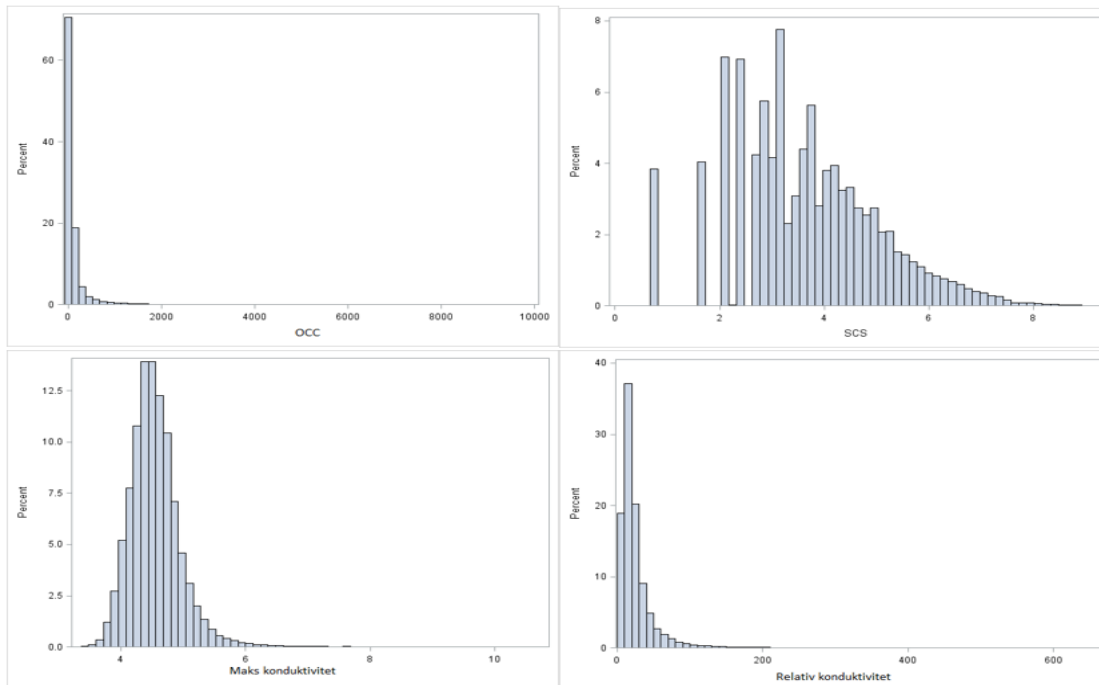 Percent
60
40
20
0
0 2000 4000 6000 8000 10000
OCC
Percent
8
6
4
2
0
0 2 4 6 8
SCS
Percent
12.5
10.0
7.5
5.0
2.5
0.0
4 6 8 10
Maks konduktivitet
Percent
40
30
20
10
0
0 200 400 600
Relativ konduktivitet